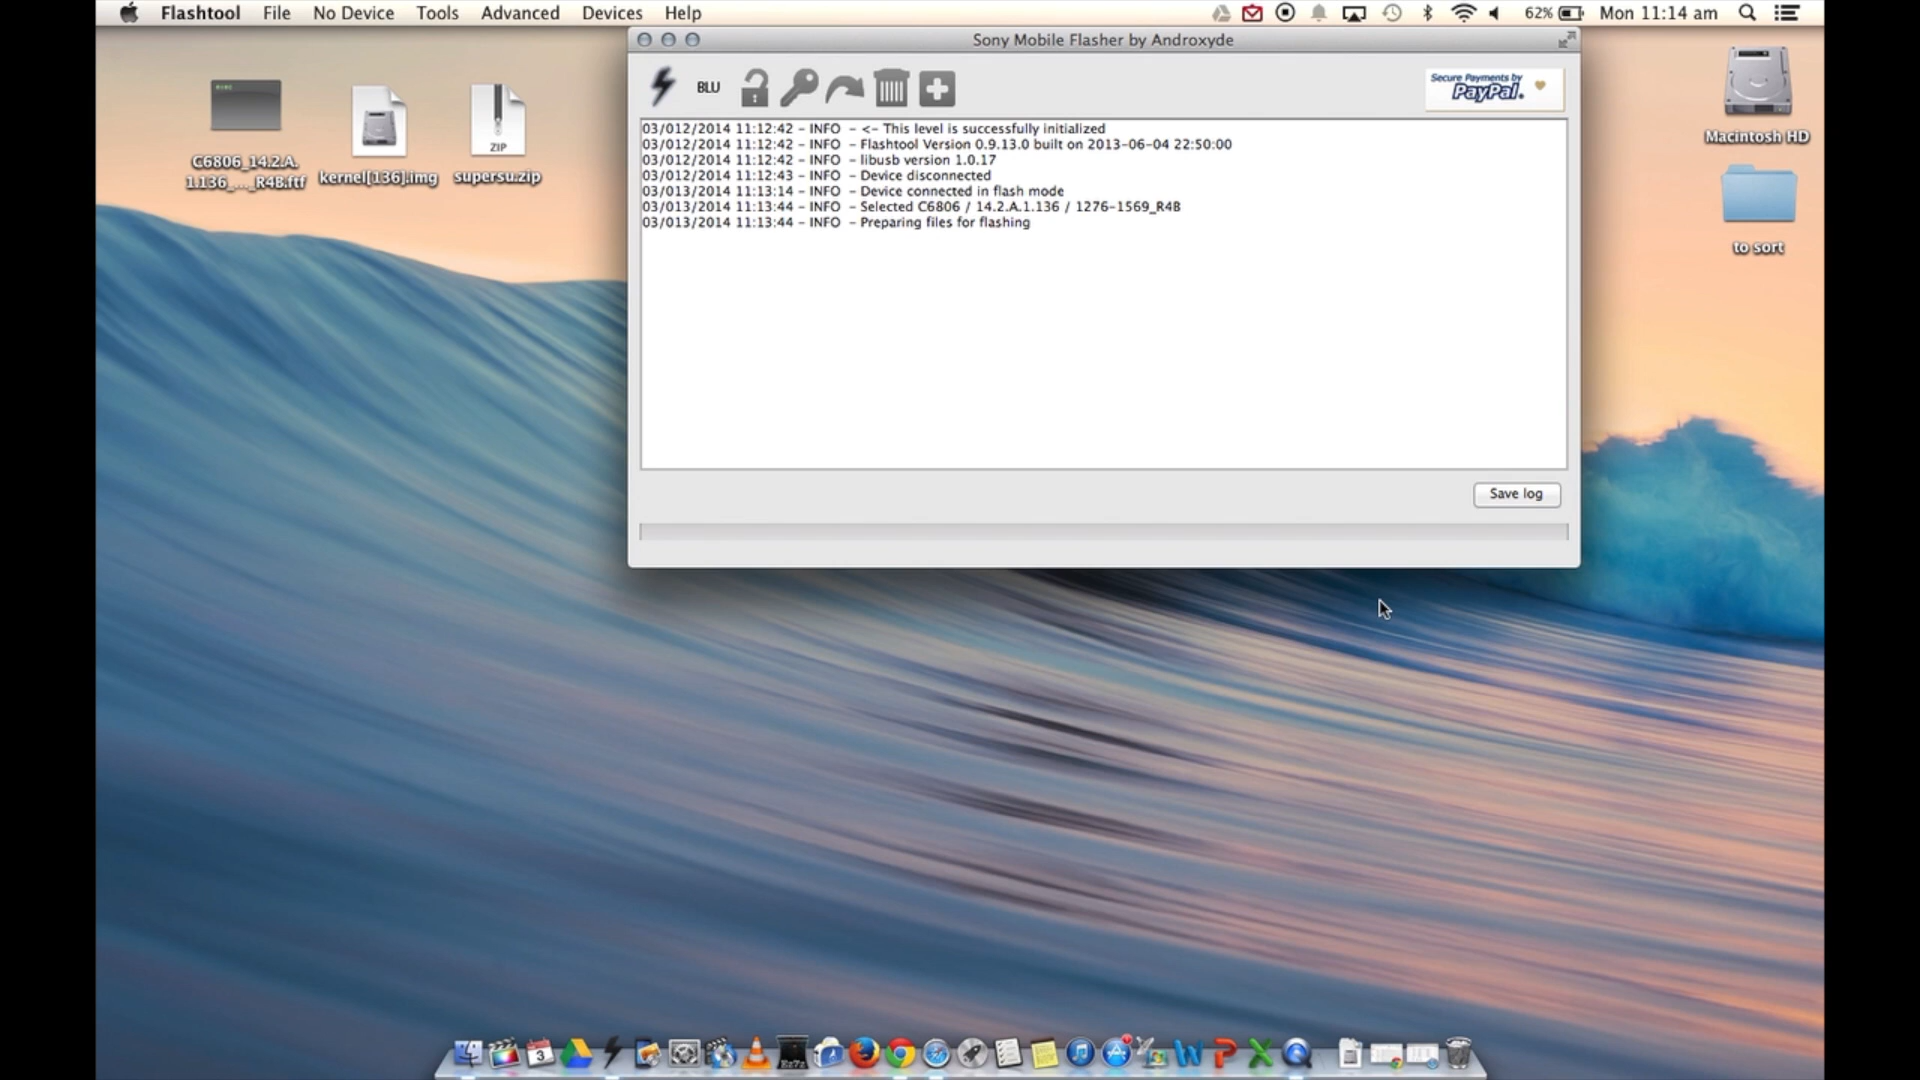 Flashtool File No Device Tools Advanced Devices Help 62% Mon 11:14 am
Sony Mobile Flasher by Androxyde
BLU
Secure Payments by
PayPal.
03/012/2014 11:12:42 - INFO - <- This level is successfully initialized
03/012/2014 11:12:42 - INFO - Flashtool Version 0.9.13.0 built on 2013-06-04 22:50:00
03/012/2014 11:12:42 - INFO - libusb version 1.0.17
03/012/2014 11:12:43 - INFO - Device disconnected
03/013/2014 11:13:14 - INFO - Device connected in flash mode
03/013/2014 11:13:44 - INFO - Selected C6806 / 14.2.A.1.136 / 1276-1569_R4B
03/013/2014 11:13:44 - INFO - Preparing files for flashing
Save log
C6806_14.2.A.
1.136_..._R4B.ftf
kernel[136].img
ZIP
supersu.zip
Macintosh HD
to sort
3